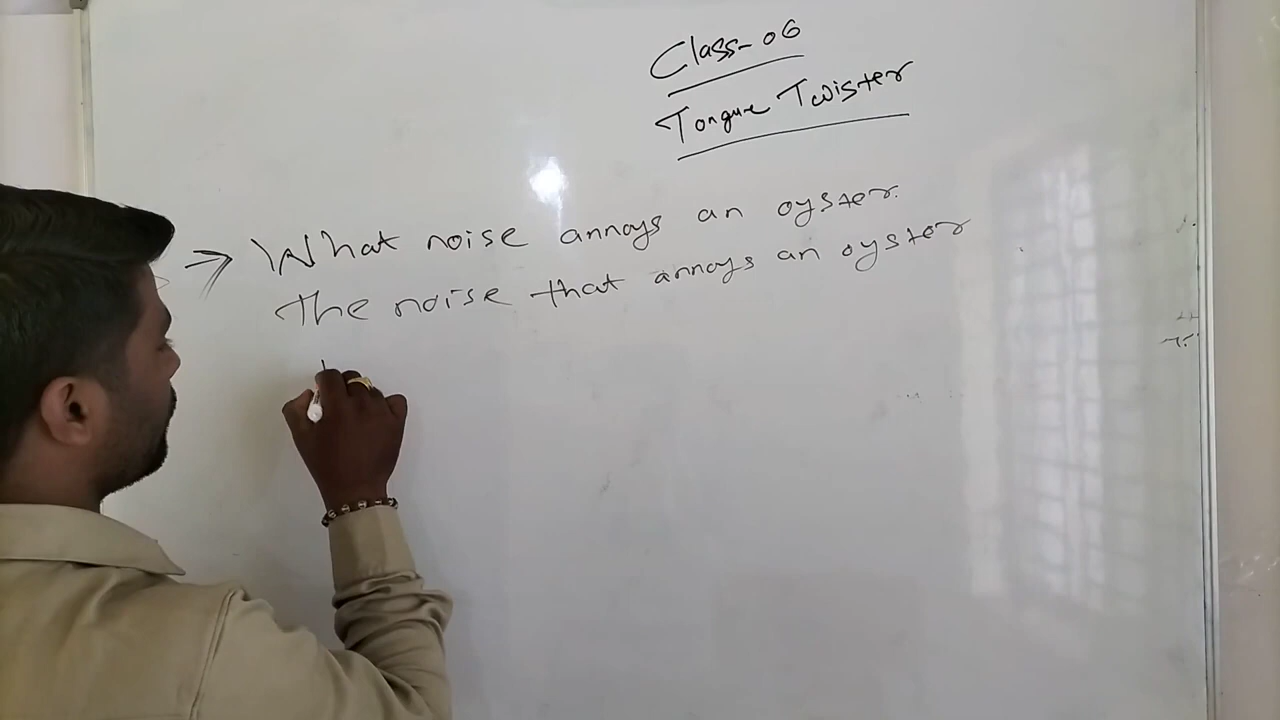 Class-06
Tongue Twister
→ What noise annoys an oyster.
The noise that annoys an oyster